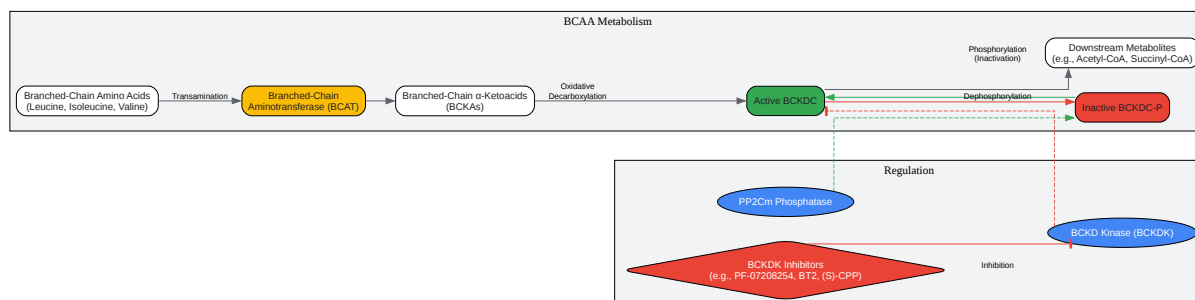 BCAA Metabolism
Branched-Chain Amino Acids
(Leucine, Isoleucine, Valine)
Transamination
Branched-Chain
Aminotransferase (BCAT)
Branched-Chain α-Ketoacids
(BCKAs)
Oxidative
Decarboxylation
Active BCKDC
Phosphorylation
(Inactivation)
Downstream Metabolites
(e.g., Acetyl-CoA, Succinyl-CoA)
Dephosphorylation
Inactive BCKDC-P
Regulation
PP2Cm Phosphatase
BCKD Kinase (BCKDK)
BCKDK Inhibitors
(e.g., PF-07208254, BT2, (S)-CPP)
Inhibition